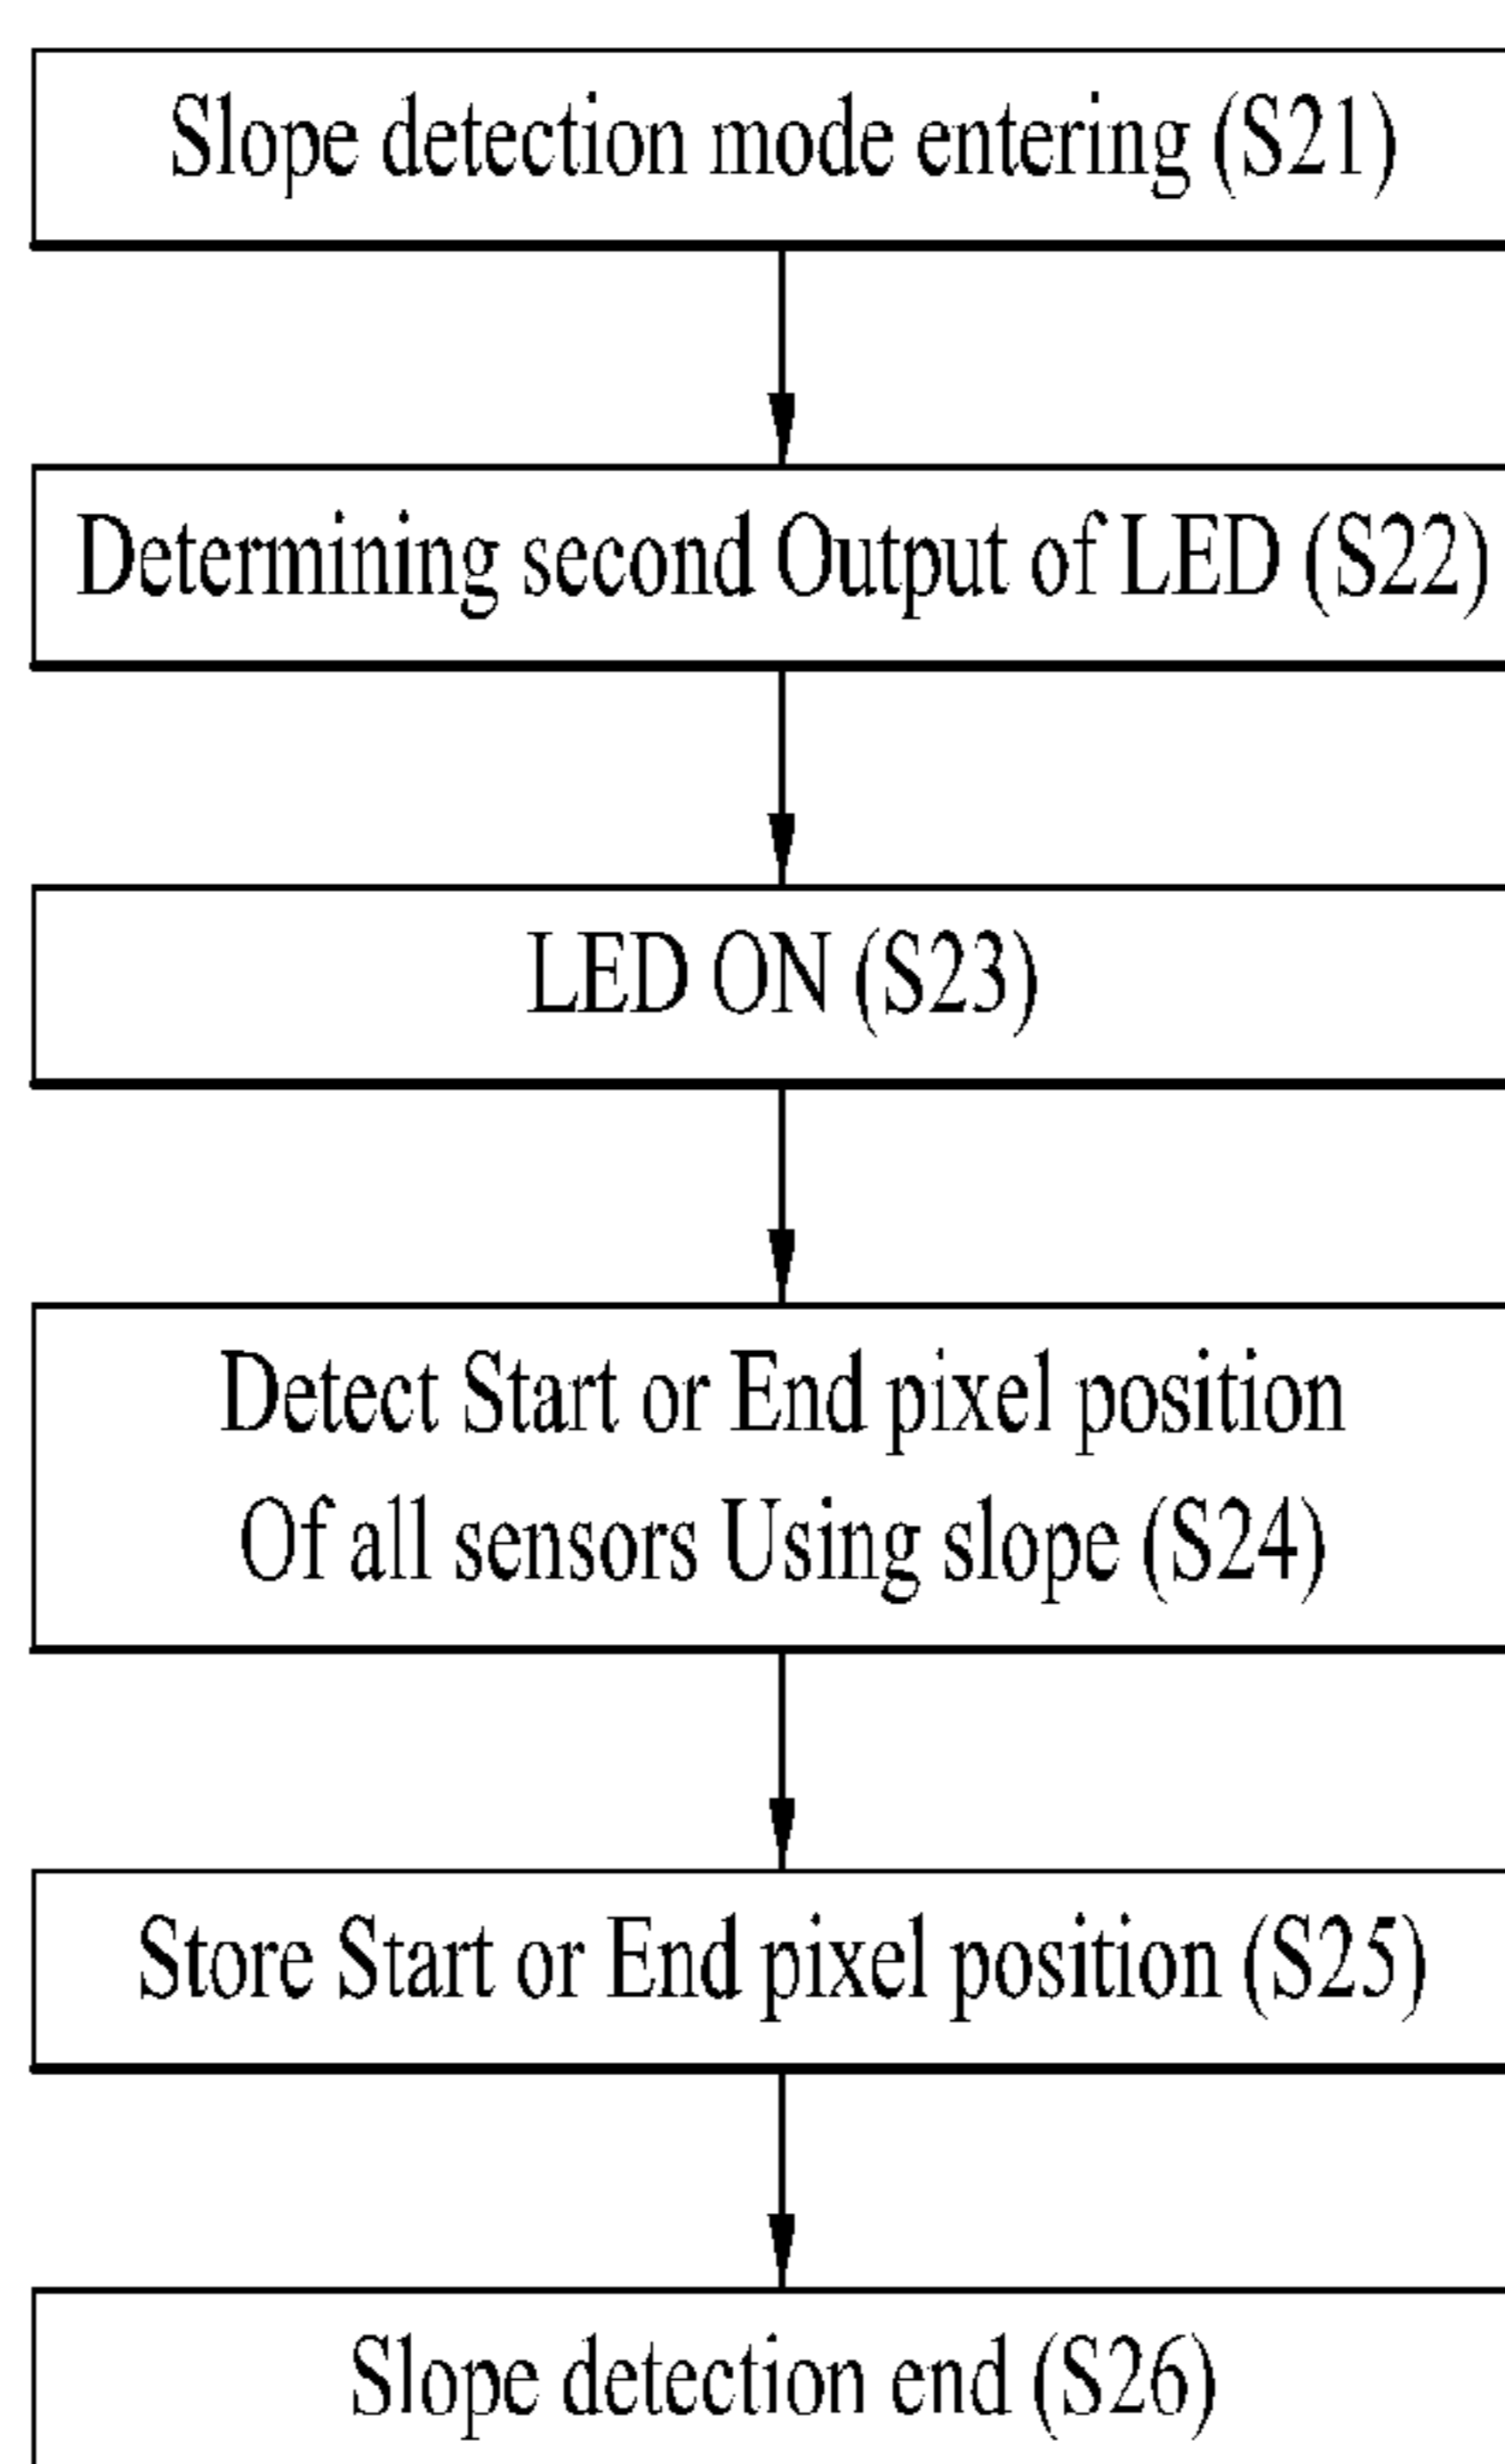 Slope detection mode entering (S21)
Determining second Output of LED (S22)
LED ON (S23)
Detect Start or End pixel position
Of all sensors Using slope (S24)
Store Start or End pixel position (S25)
Slope detection end (S26)